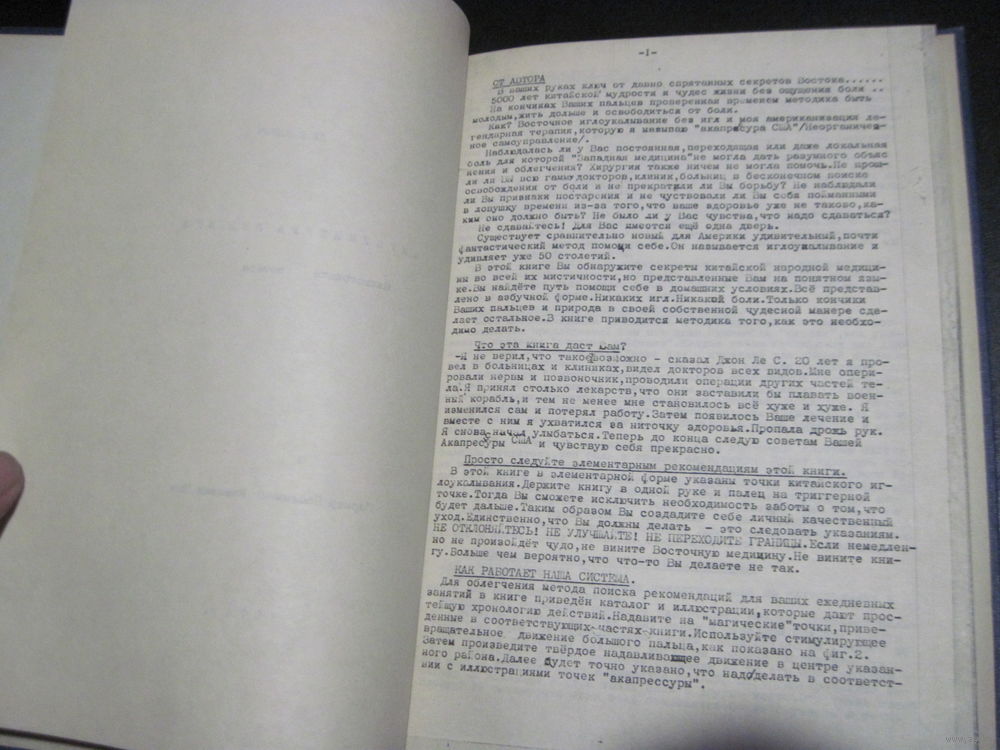 -1-
ОТ АВТОРА
В ваших руках ключ от давно спрятанных секретов Востока......
5000 лет китайской мудрости и чудес жизни без ощущения боли ..
На кончиках Ваших пальцев проверенная временем методика быть
молодым,жить дольше и освободиться от боли.
Как? Восточное иглоукалывание без игл и моя американизация ле-
гендарная терапия,которую я называю "акапресура США"/Неорганичес-
ное самоуправление/.
Наблюдалась ли у Вас постоянная,переходящая или даже локальная
боль для которой "Западная медицина"не могла дать разумного объяс
нения и облегчения? Хирургия также ничем не могла помочь.Не прош-
ли ли Вы всю гамму докторов,клиник,больниц в бесконечном поиске
освобождения от боли и не прекратили ли Вы борьбу? Не наблюдали
ли Вы признаки постарения и не чуствовали ли Вы себя пойманными
в ловушку времени из-за того,что ваше здоровье уже не таково,ка-
ким оно должно быть? Не было ли у Вас чувства,что надо сдаваться?
Не сдавайтесь! Для Вас имеется ещё одна дверь.
Существует сравнительно новый для Америки удивительный,почти
фантастический метод помощи себе.Он называется иглоукалывание и
удивляет уже 50 столетий.
В этой книге Вы обнаружите секреты китайской народной медици-
ны во всей их мистичности,но представленные Вам на понятном язы-
ке.Вы найдёте путь помощи себе в домашних условиях.Всё представ-
лено в азбучной форме.Никаких игл.Никакой боли.Только кончики
Ваших пальцев и природа в своей собственной чудесной манере сде-
лает остальное.В книге приводится методика того,как это необхо-
димо делать.
Что эта книга даст Вам?
-Я не верил,что такое возможно - сказал Джон Ле С. 20 лет я про-
вел в больницах и клиниках,видел докторов всех видов.Мне опери-
ровали нервы и позвоночник,проводили операции других частей те-
ла.Я принял столько лекарств,что они заставили бы плавать воен-
ный корабль,и тем не менее мне становилось всё хуже и хуже. Я
изменился сам и потерял работу.Затем появилось Ваше лечение и
вместе с ним я ухватился за ниточку здоровья.Пропала дрожь рук.
Я снова начал улыбаться.Теперь до конца следую советам Вашей
Акапресуры США и чувствую себя прекрасно.
Просто следуйте элементарным рекомендациям этой книги.
В этой книге в элементарной форме указаны точки китайского иг-
лоукалывания.Держите книгу в одной руке и палец на триггерной
точке.Тогда Вы сможете исключить необходимость заботы о том,что
будет дальше.Таким образом Вы создадите себе личный качественный
уход.Единственно,что Вы должны делать - это следовать указаниям.
НЕ ОТКЛОНЯЙТЕСЬ! НЕ УЛУЧШАЙТЕ! НЕ ПЕРЕХОДИТЕ ГРАНИЦЫ.Если немедлен-
но не произойдёт чудо,не вините Восточную медицину.Не вините кни-
гу.Больше чем вероятно,что что-то Вы делаете не так.
КАК РАБОТАЕТ НАША СИСТЕМА.
Для облегчения метода поиска рекомендаций для ваших ежедневных
занятий в книге приведён каталог и иллюстрации,которые дают прос-
тейшую хронологию действий.Надавите на "магические"точки,приве-
денные в соответствующих частях книги.Используйте стимулирующее
вращательное движение большого пальца,как показано на фиг.2.
Затем произведите твёрдое надавливающее движение в центре указан-
ного района.Далее будет точно указано,что надо делать в соответст-
вии с иллюстрациями точек "акапрессуры".